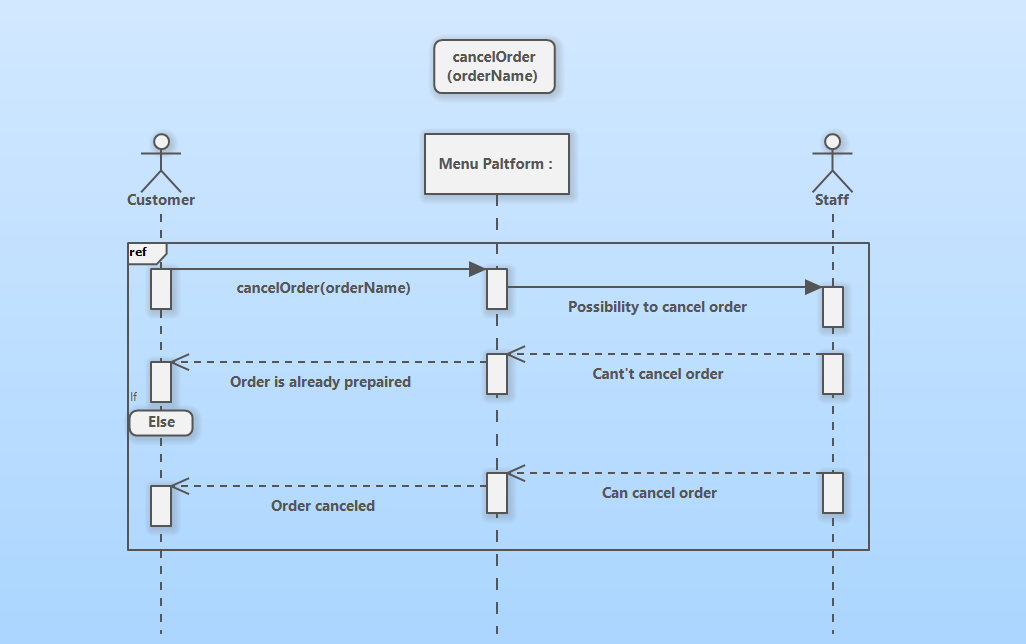 cancelOrder
(orderName)
Menu Paltform :
Customer
Staff
ref
cancelOrder(orderName)
Possibility to cancel order
Order is already prepaired
Cant't cancel order
If
Else
Can cancel order
Order canceled